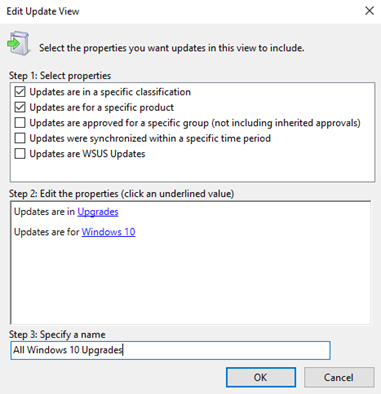 Edit Update View
Select the properties you want updates in this view to include.
Step 1: Select properties
Updates are in a specific classification
Updates are for a specific product
Updates are approved for a specific group (not including inherited approvals)
Updates were synchronized within a specific time period
Updates are WSUS Updates
Step 2: Edit the properties (click an underlined value)
Updates are in Upgrades
Updates are for Windows 10
Step 3: Specify a name
All Windows 10 Upgrades
OK
Cancel